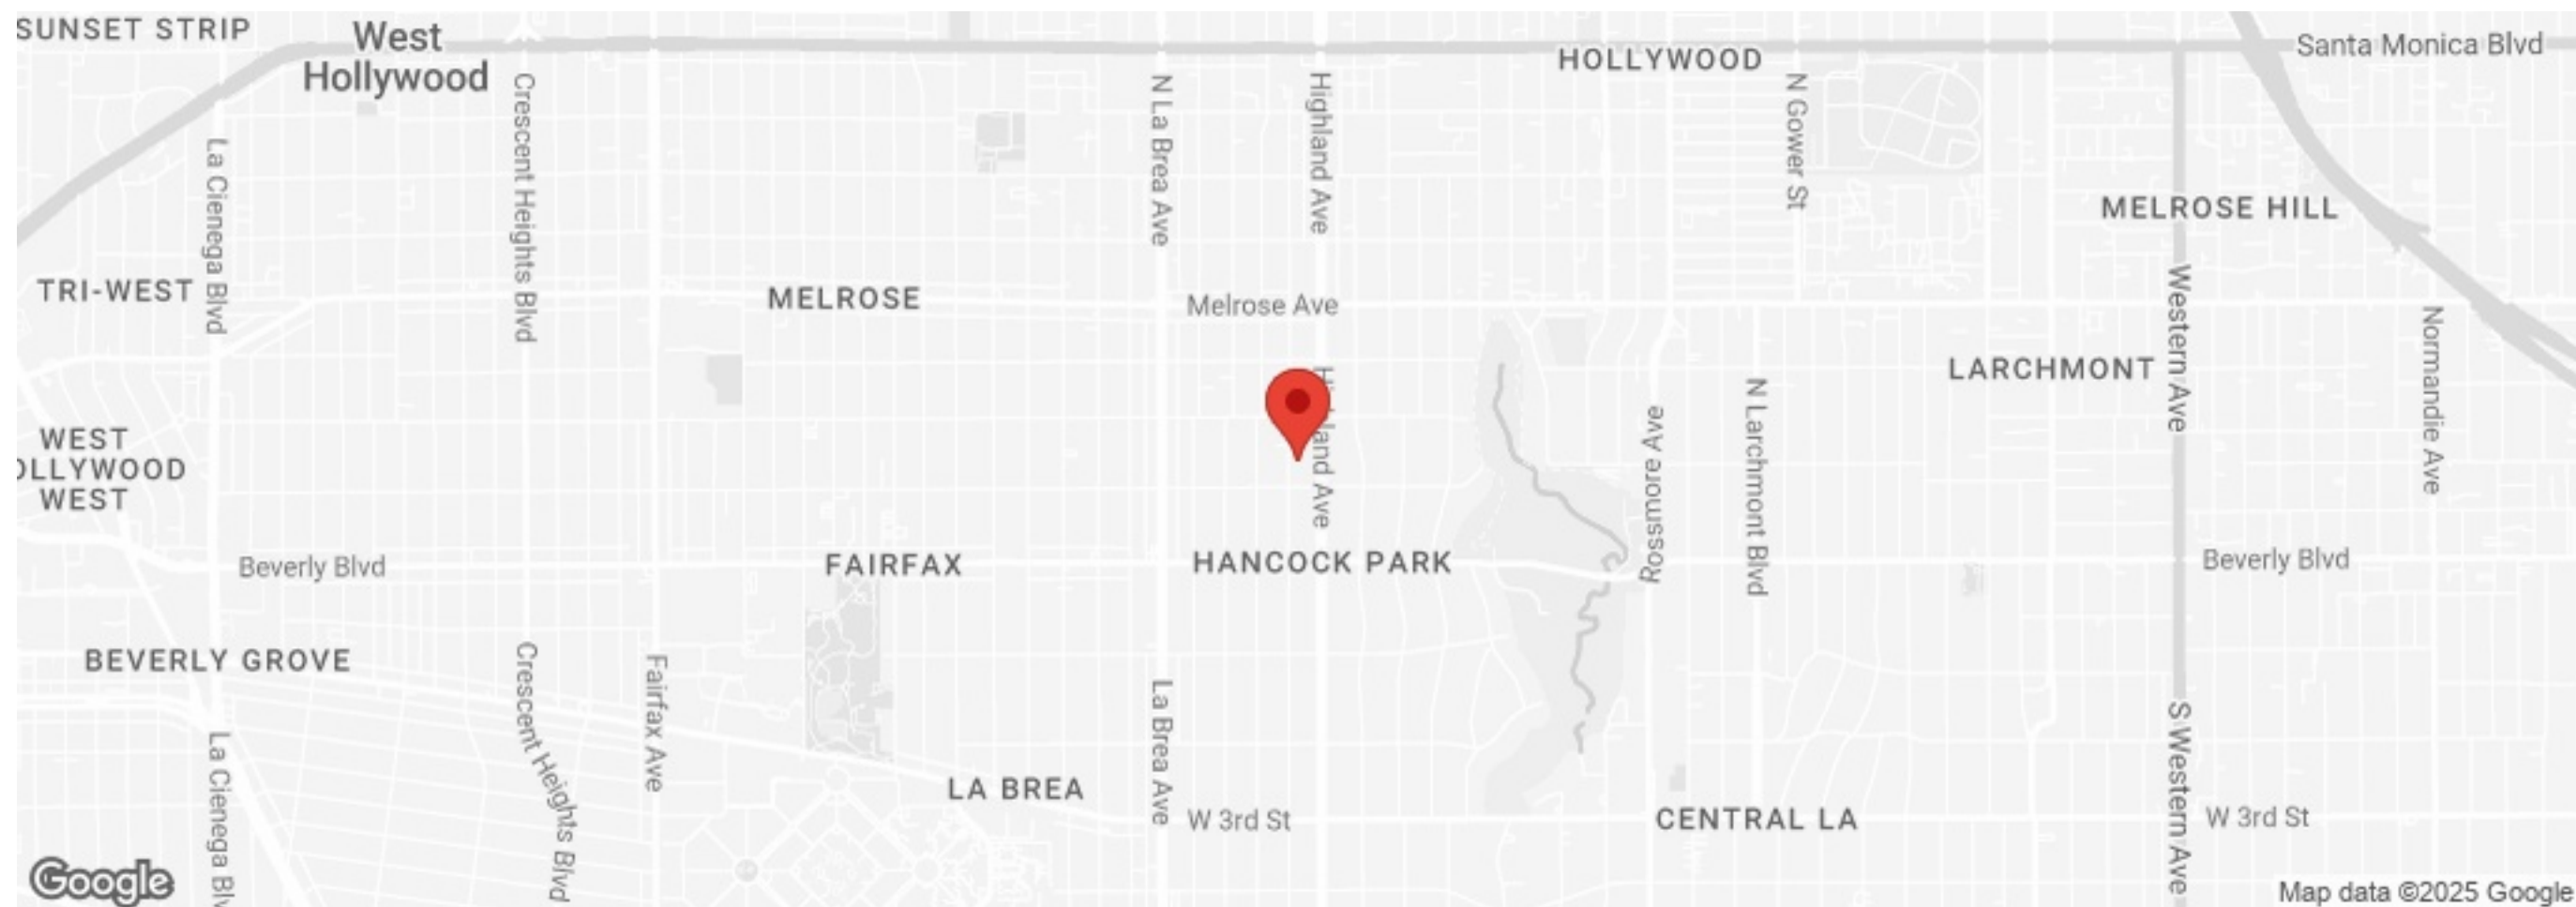 SUNSET STRIP
West
Hollywood
HOLLYWOOD
Santa Monica Blvd
La Cienega Blvd
Crescent Heights Blvd
N La Brea Ave
Highland Ave
N Gower St
MELROSE HILL
TRI-WEST
MELROSE
Melrose Ave
Western Ave
Normandie Ave
LARCHMONT
N Larchmont Blvd
Rossmore Ave
WEST
OLLYWOOD
WEST
Ave
Beverly Blvd
FAIRFAX
HANCOCK PARK
Beverly Blvd
BEVERLY GROVE
Crescent Heights Blvd
Fairfax Ave
La Brea Ave
La Cienega Blv
LA BREA
W 3rd St
CENTRAL LA
S Western Ave
W 3rd St
Google
Map data ©2025 Google